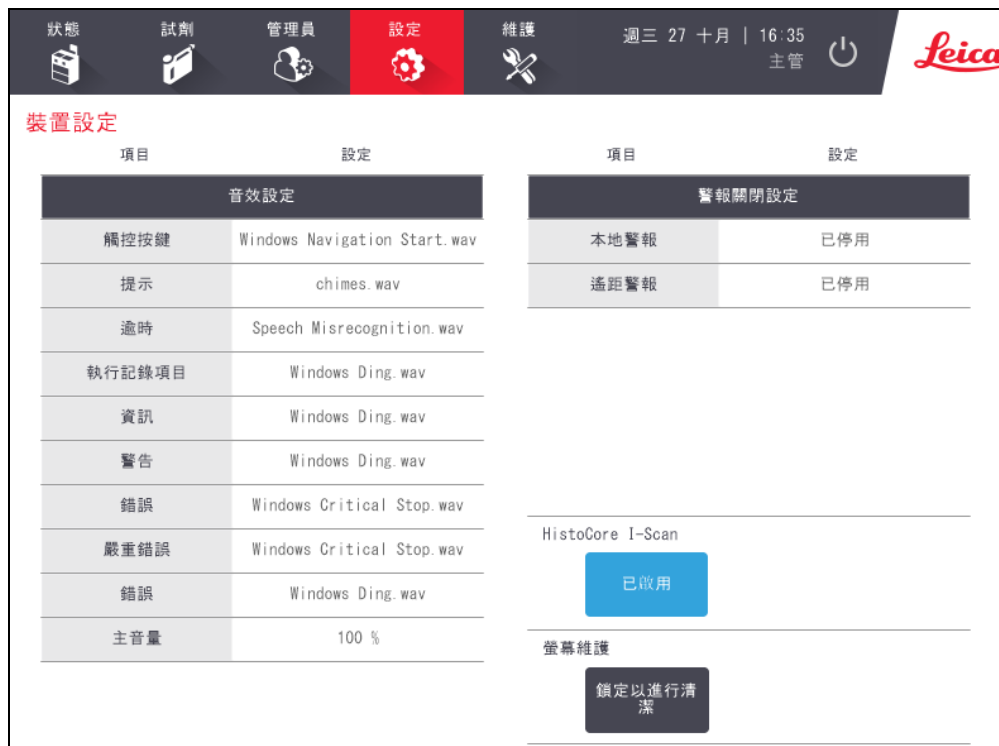 狀態 試劑 管理員 設定 維護 週三 27 十月 | 16:35
主管
Leica
裝置設定
項目 設定
音效設定
觸控按鍵 Windows Navigation Start.wav
提示 chimes.wav
逾時 Speech Misrecognition.wav
執行記錄項目 Windows Ding.wav
資訊 Windows Ding.wav
警告 Windows Ding.wav
錯誤 Windows Critical Stop.wav
嚴重錯誤 Windows Critical Stop.wav
錯誤 Windows Ding.wav
主音量 100 %
項目 設定
警報關閉設定
本地警報 已停用
遙距警報 已停用
HistoCore I-Scan
已啟用
螢幕維護
鎖定以進行清
潔